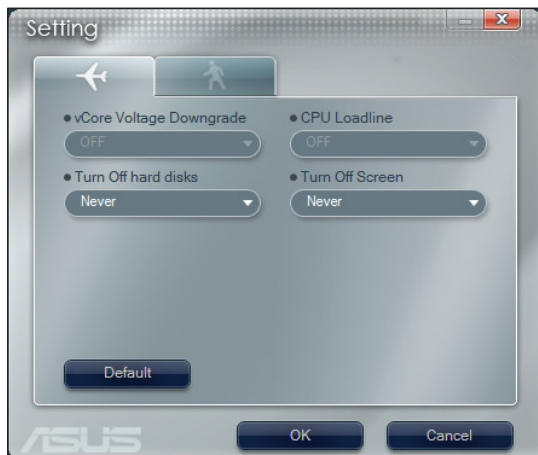 Setting
vCore Voltage Downgrade
CPU Loadline
OFF
OFF
Turn Off hard disks
Turn Off Screen
Never
Never
Default
ASUS
OK
Cancel